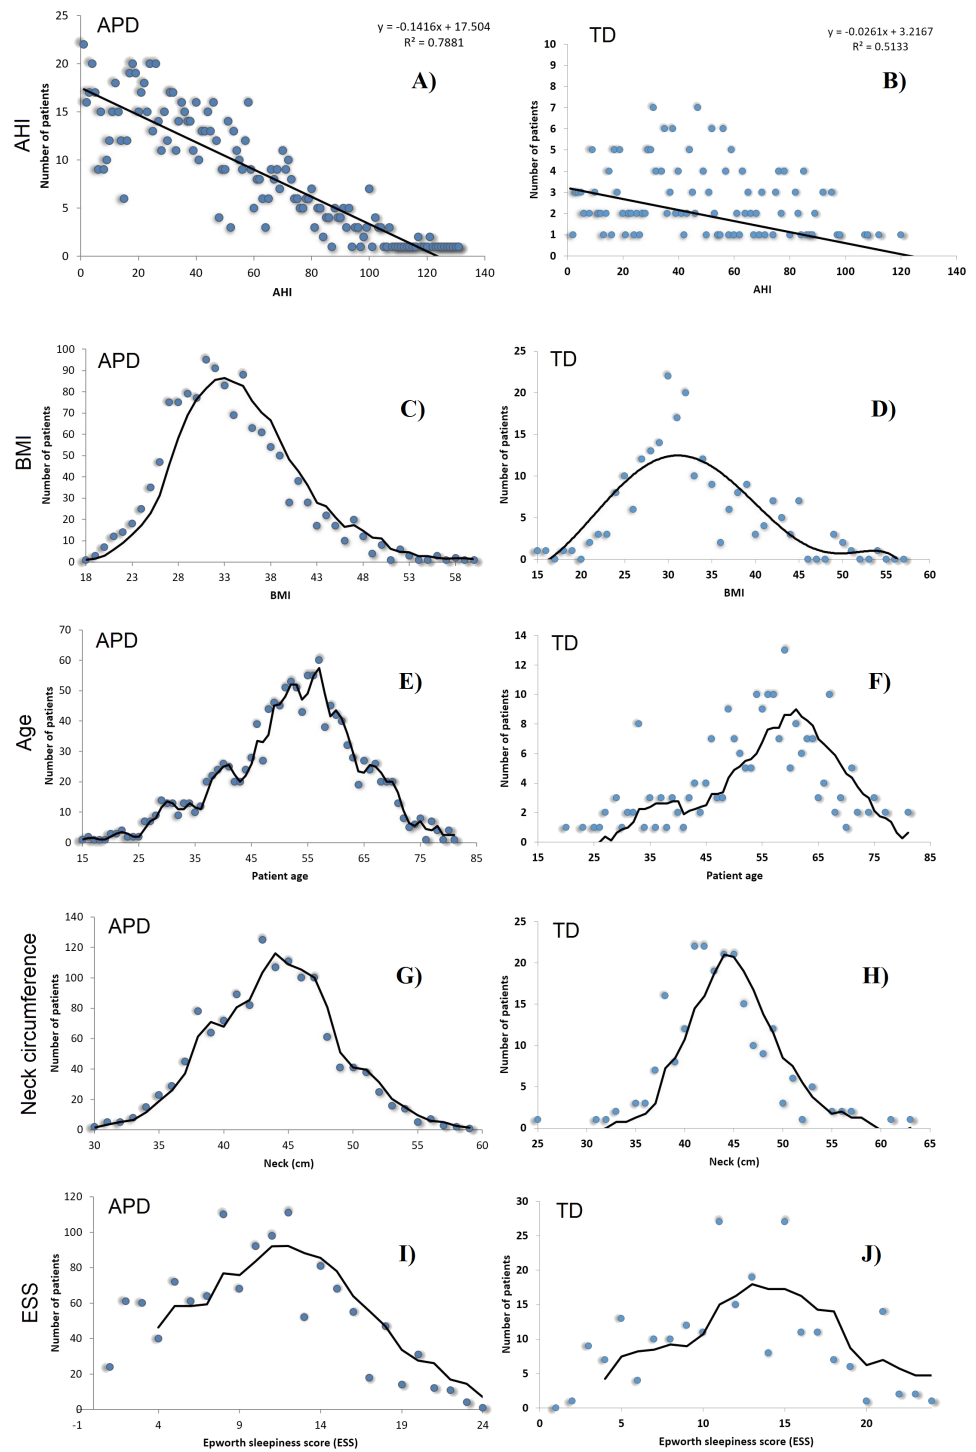 APD
y = -0.1416x + 17.504
R² = 0.7881
A)
AHI
Number of patients
25
20
15
10
5
0
0 20 40 60 80 100 120 140
AHI
TD
y = -0.0261x + 3.2167
R² = 0.5133
B)
Number of patients
10
9
8
7
6
5
4
3
2
1
0
0 20 40 60 80 100 120 140
AHI
APD
C)
BMI
Number of patients
100
90
80
70
60
50
40
30
20
10
0
18 23 28 33 38 43 48 53 58
BMI
TD
D)
Number of patients
25
20
15
10
5
0
15 20 25 30 35 40 45 50 55 60
BMI
APD
E)
Age
Number of patients
70
60
50
40
30
20
10
0
15 25 35 45 55 65 75 85
Patient age
TD
F)
Number of patients
14
12
10
8
6
4
2
0
15 25 35 45 55 65 75 85
Patient age
APD
G)
Neck circumference
Number of patients
140
120
100
80
60
40
20
0
30 35 40 45 50 55 60
Neck (cm)
TD
H)
Number of patients
25
20
15
10
5
0
25 30 35 40 45 50 55 60 65
Neck (cm)
APD
I)
ESS
Number of patients
120
100
80
60
40
20
0
-1 4 9 14 19 24
Epworth sleepiness score (ESS)
TD
J)
Number of patients
30
25
20
15
10
5
0
0 5 10 15 20
Epworth sleepiness score (ESS)